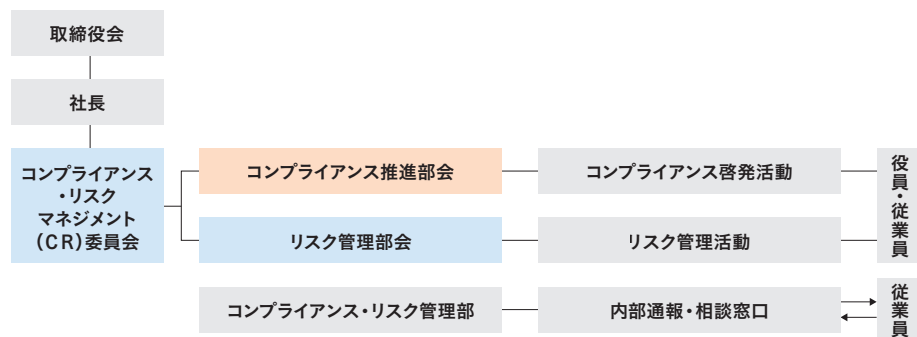 取締役会
社長
コンプライアンス
・リスク
マネジメント
（CR）委員会
コンプライアンス推進部会
コンプライアンス啓発活動
リスク管理部会
リスク管理活動
役員・従業員
コンプライアンス・リスク管理部
内部通報・相談窓口
従業員